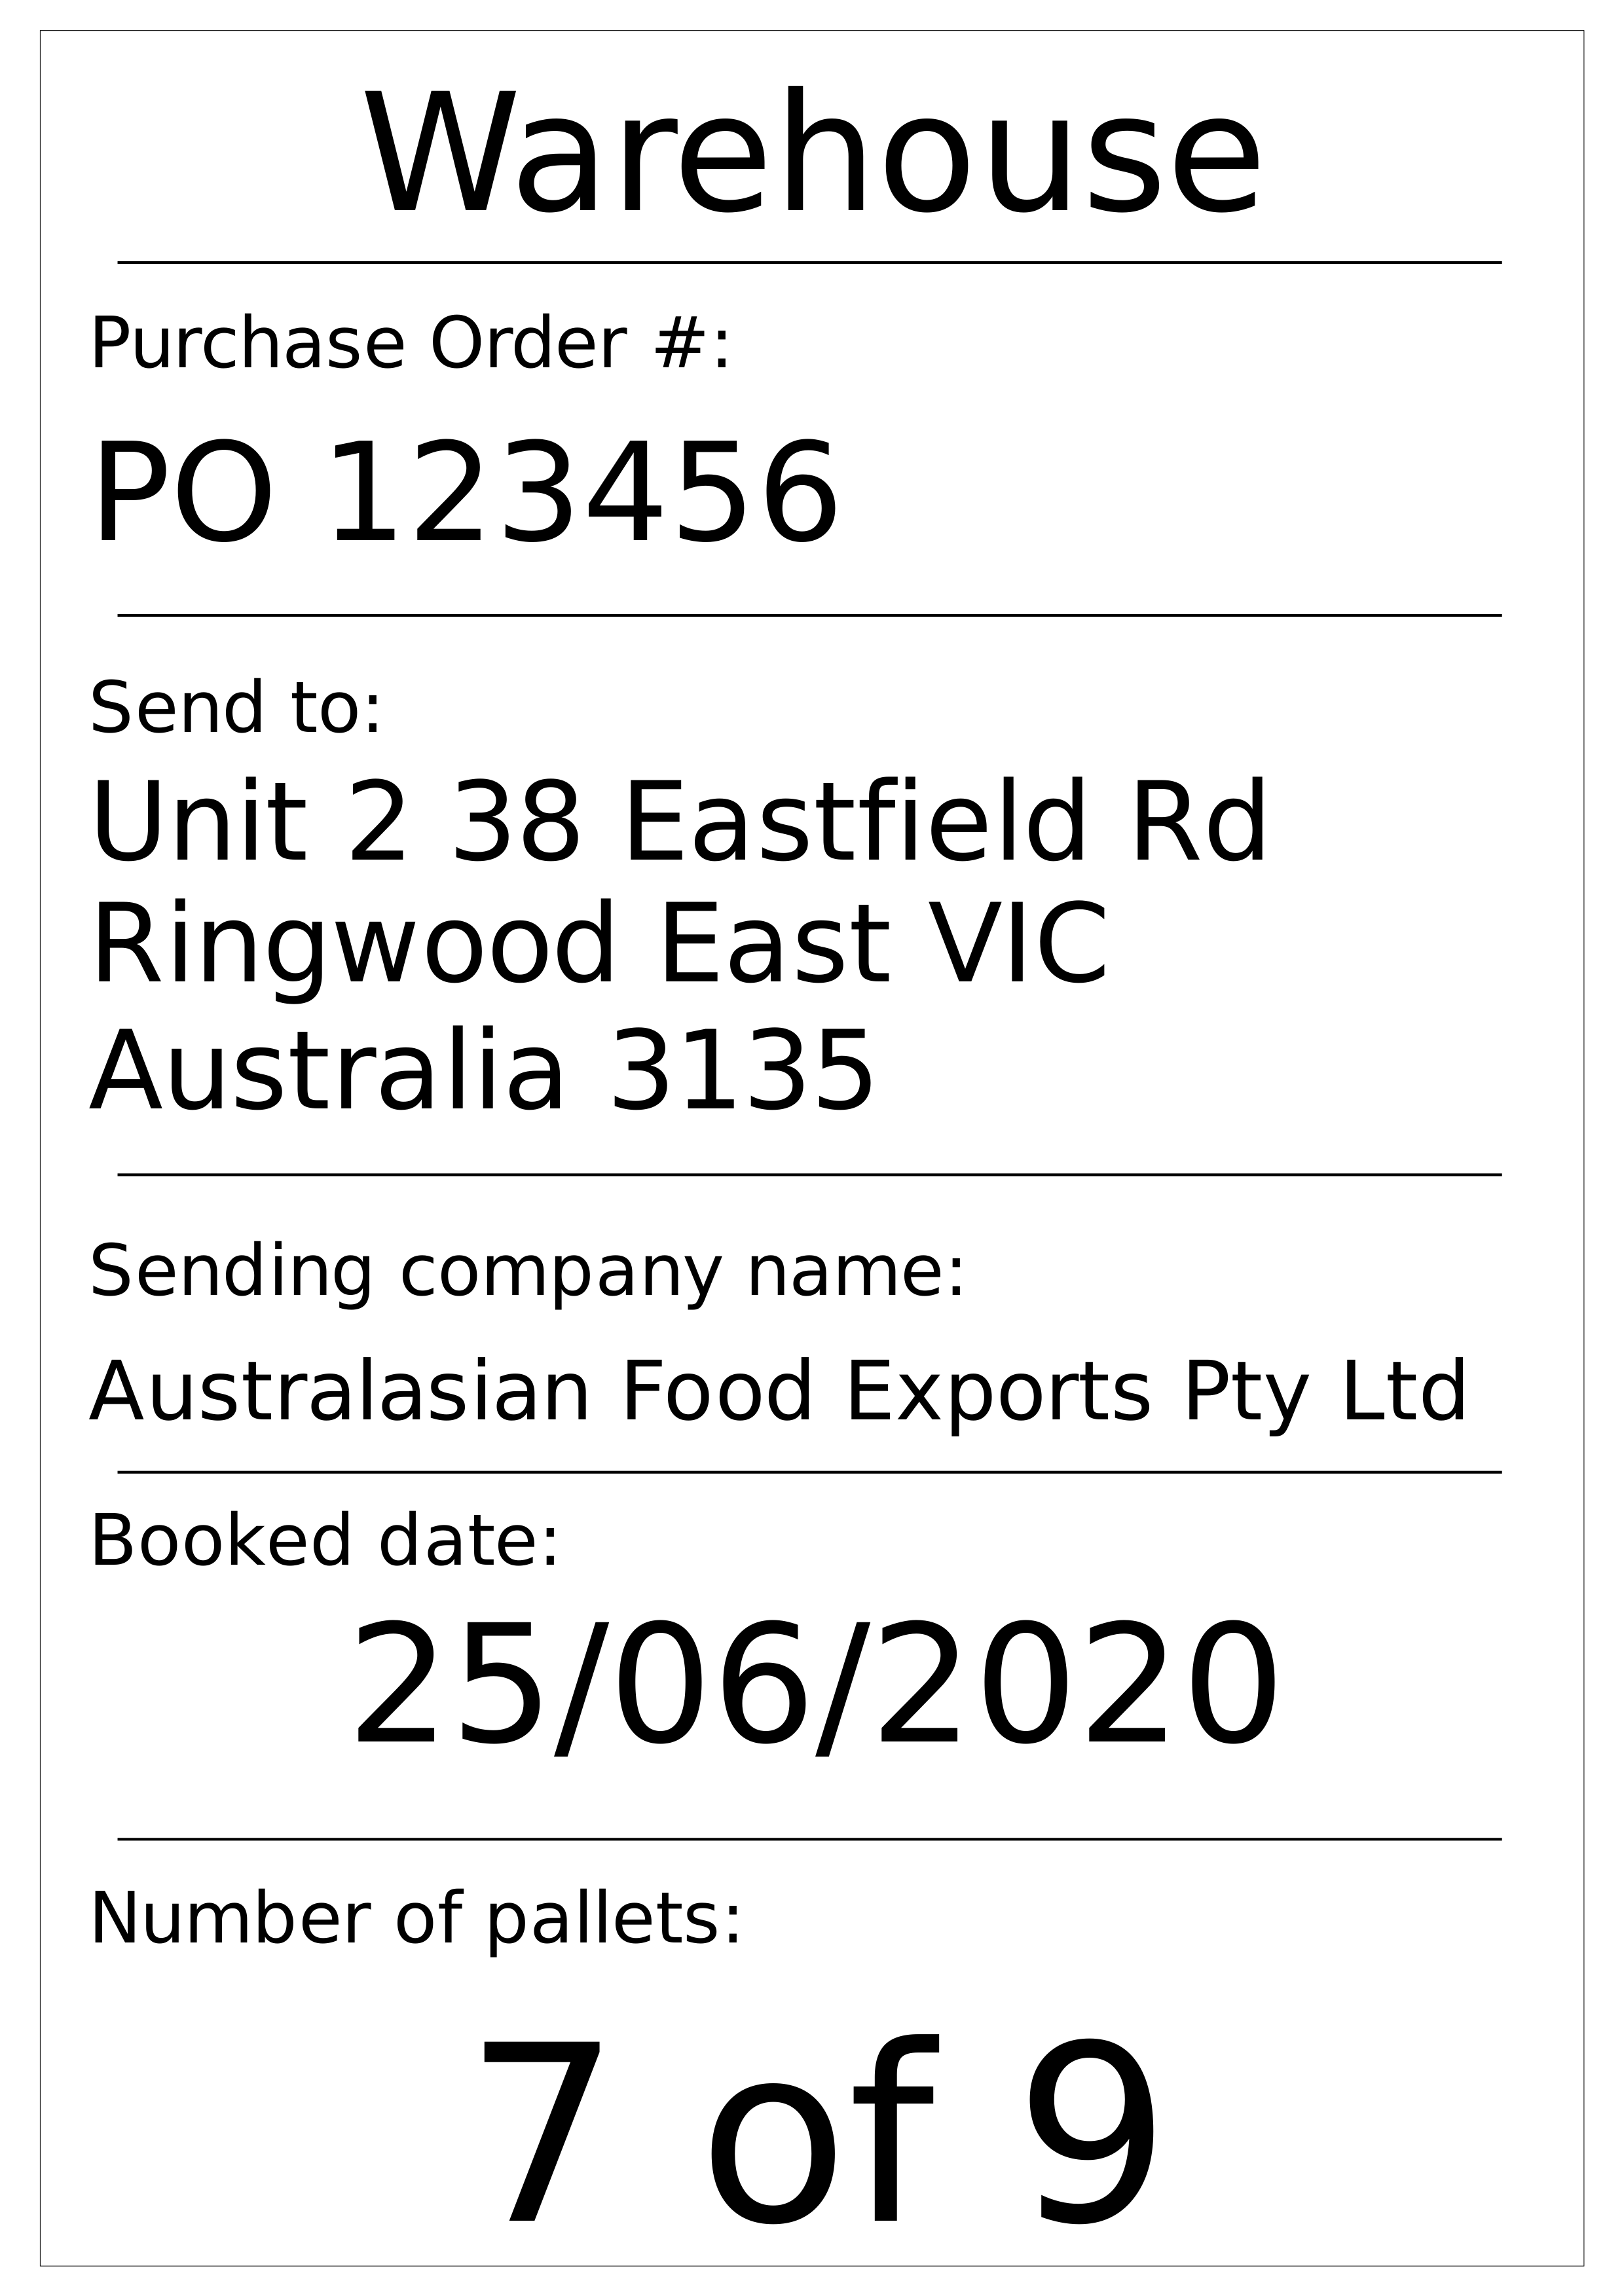 Warehouse
Purchase Order #:
PO 123456
Send to:
Unit 2 38 Eastfield Rd
Ringwood East VIC
Australia 3135
Sending company name:
Australasian Food Exports Pty Ltd
Booked date:
25/06/2020
Number of pallets:
7 of 9